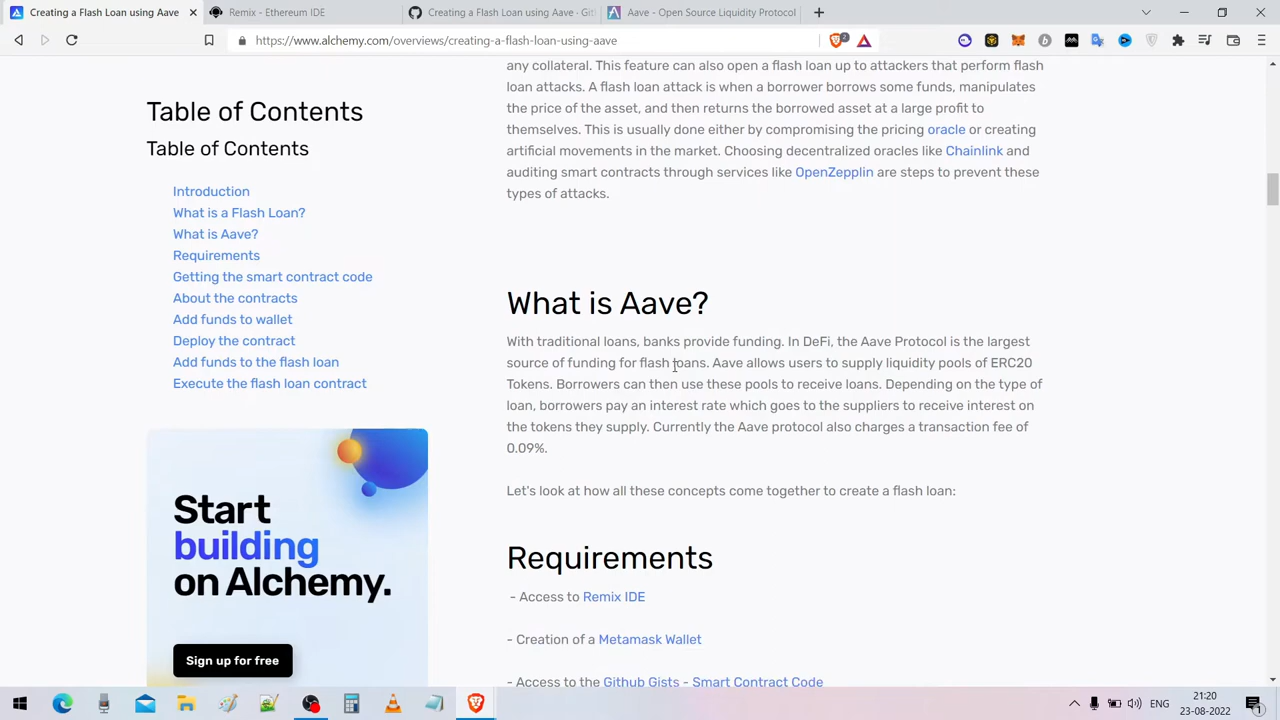 Creating a Flash Loan using Aave
Remix - Ethereum IDE
Creating a Flash Loan using Aave · Git
Aave - Open Source Liquidity Protocol
https://www.alchemy.com/overviews/creating-a-flash-loan-using-aave
2
Table of Contents
Table of Contents
Introduction
What is a Flash Loan?
What is Aave?
Requirements
Getting the smart contract code
About the contracts
Add funds to wallet
Deploy the contract
Add funds to the flash loan
Execute the flash loan contract
Start
building
on Alchemy.
Sign up for free
any collateral. This feature can also open a flash loan up to attackers that perform flash
loan attacks. A flash loan attack is when a borrower borrows some funds, manipulates
the price of the asset, and then returns the borrowed asset at a large profit to
themselves. This is usually done either by compromising the pricing oracle or creating
artificial movements in the market. Choosing decentralized oracles like Chainlink and
auditing smart contracts through services like OpenZepplin are steps to prevent these
types of attacks.
What is Aave?
With traditional loans, banks provide funding. In DeFi, the Aave Protocol is the largest
source of funding for flash loans. Aave allows users to supply liquidity pools of ERC20
Tokens. Borrowers can then use these pools to receive loans. Depending on the type of
loan, borrowers pay an interest rate which goes to the suppliers to receive interest on
the tokens they supply. Currently the Aave protocol also charges a transaction fee of
0.09%.
Let's look at how all these concepts come together to create a flash loan:
Requirements
- Access to Remix IDE
- Creation of a Metamask Wallet
- Access to the Github Gists - Smart Contract Code
ENG
21:20
23-08-2022
1